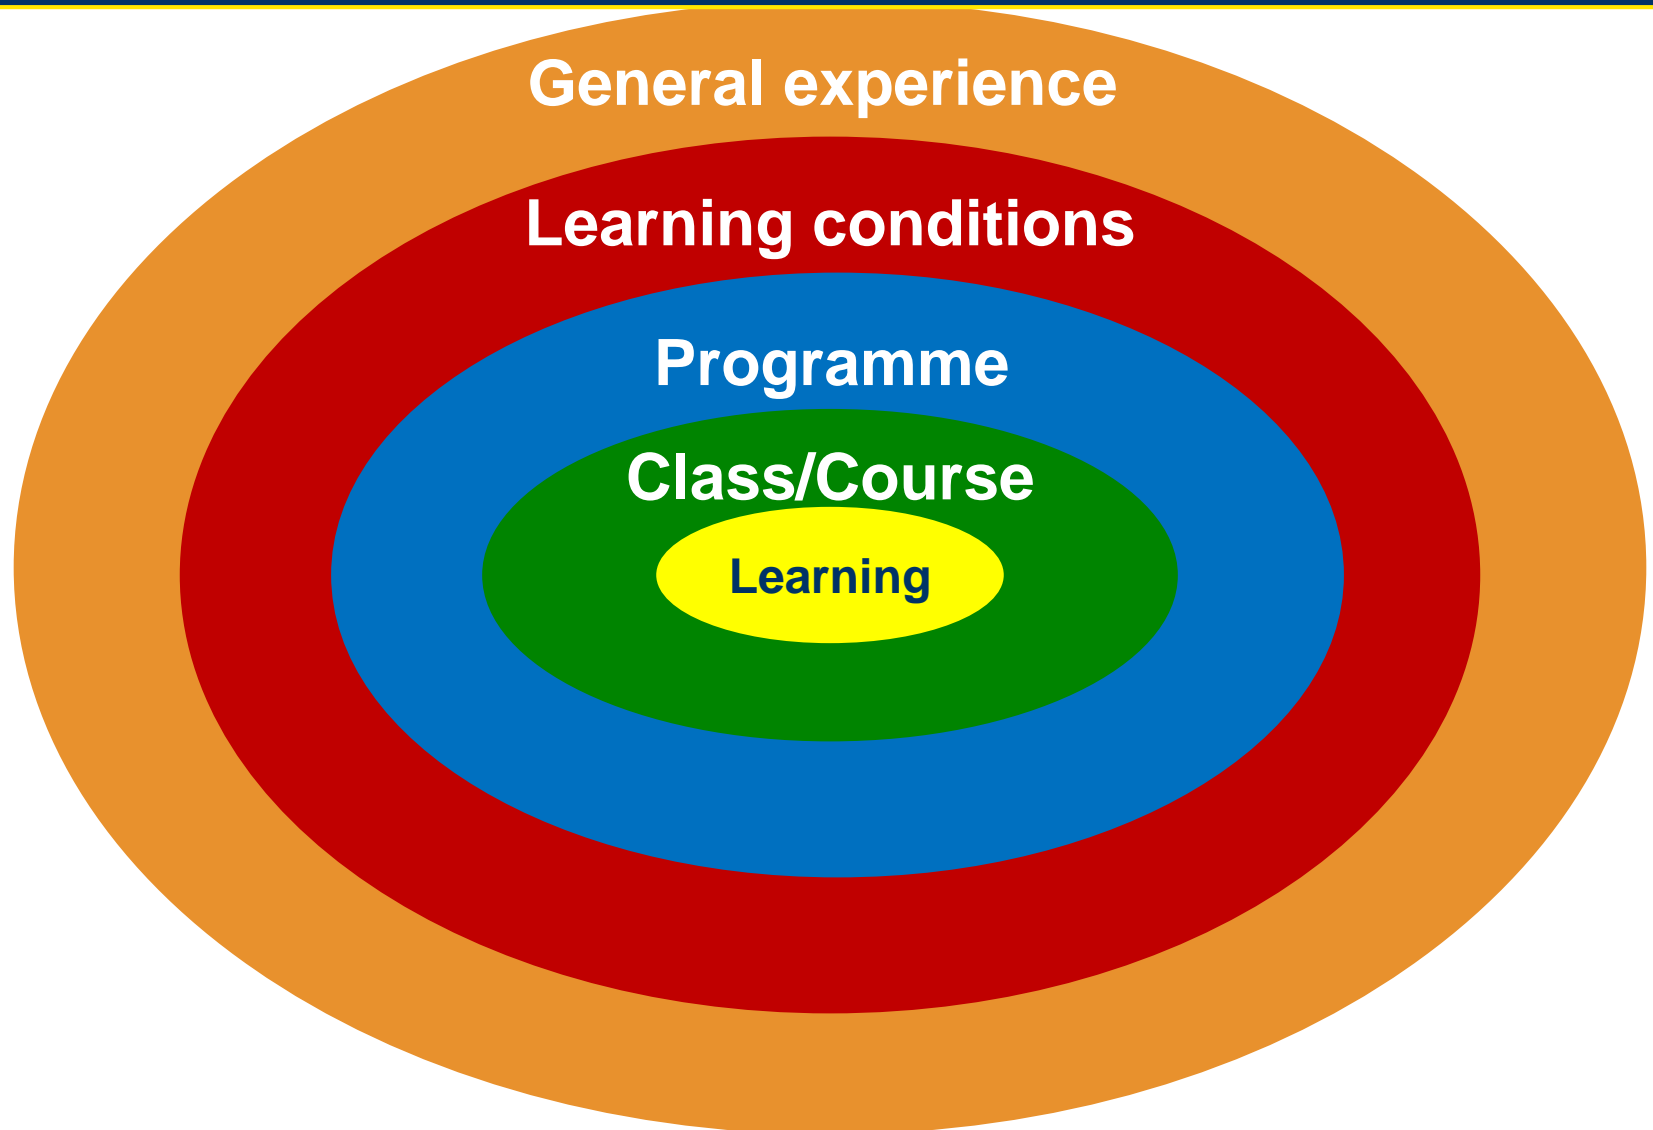 General experience
Learning conditions
Programme
Class/Course
Learning